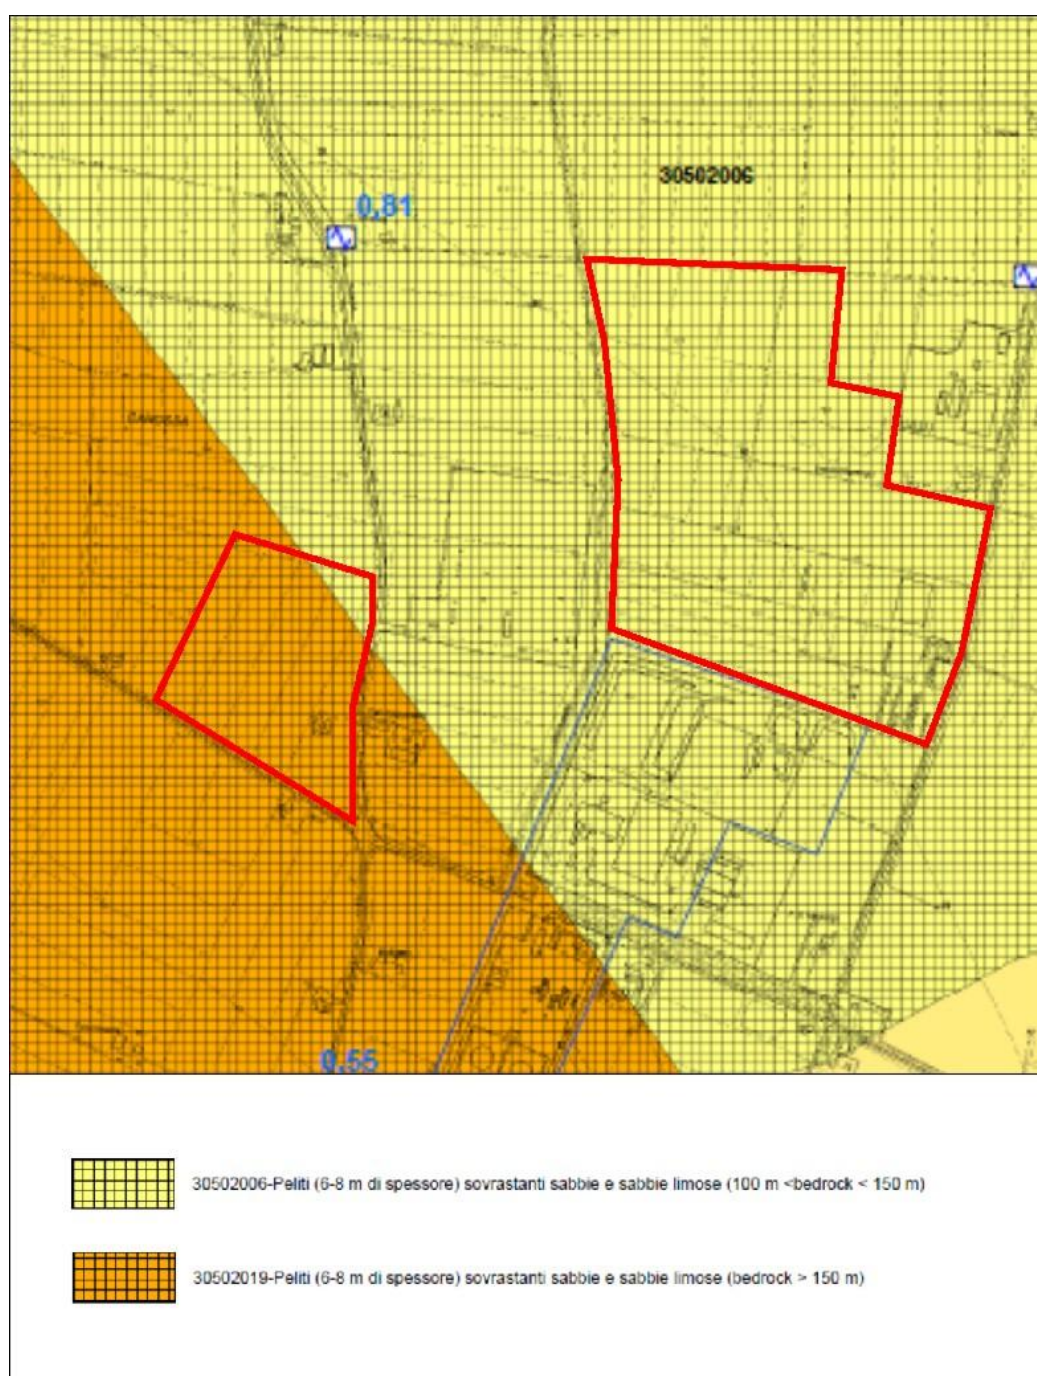 30502006
0,81
CANOSSA
0,55
30502006-Peliti (6-8 m di spessore) sovrastanti sabbie e sabbie limose (100 m <bedrock < 150 m)
30502019-Peliti (6-8 m di spessore) sovrastanti sabbie e sabbie limose (bedrock > 150 m)